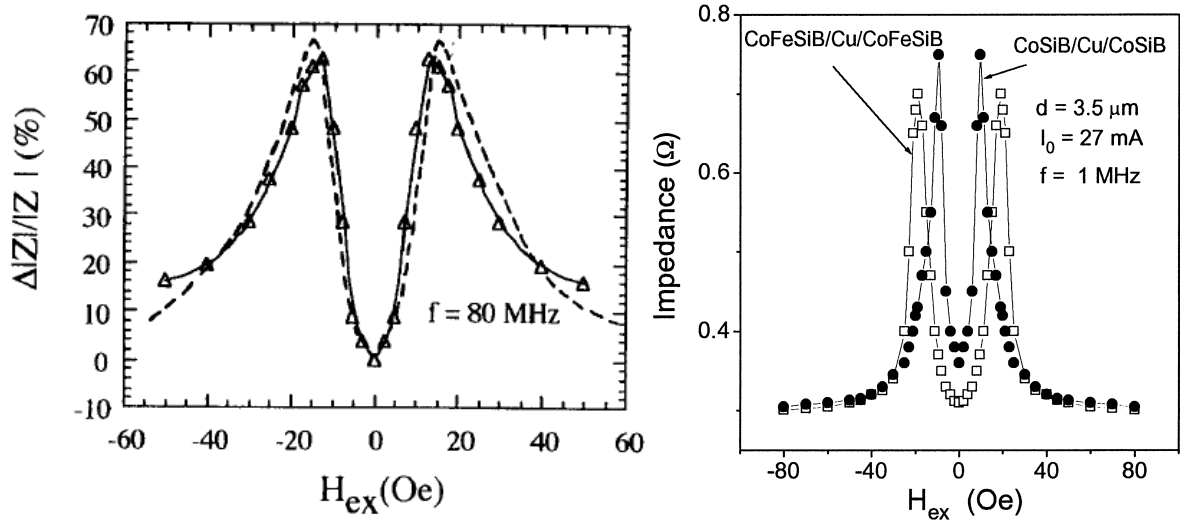 70
60
50
40
30
20
10
0
-10
-60
-40
-20
0
20
40
60
Δ|Z|/|Z | (%)
f = 80 MHz
Hex(Oe)
0.8
0.6
0.4
-80
-40
0
40
80
Impedance (Ω)
CoFeSiB/Cu/CoFeSiB
CoSiB/Cu/CoSiB
d = 3.5 μm
I0 = 27 mA
f = 1 MHz
Hex (Oe)